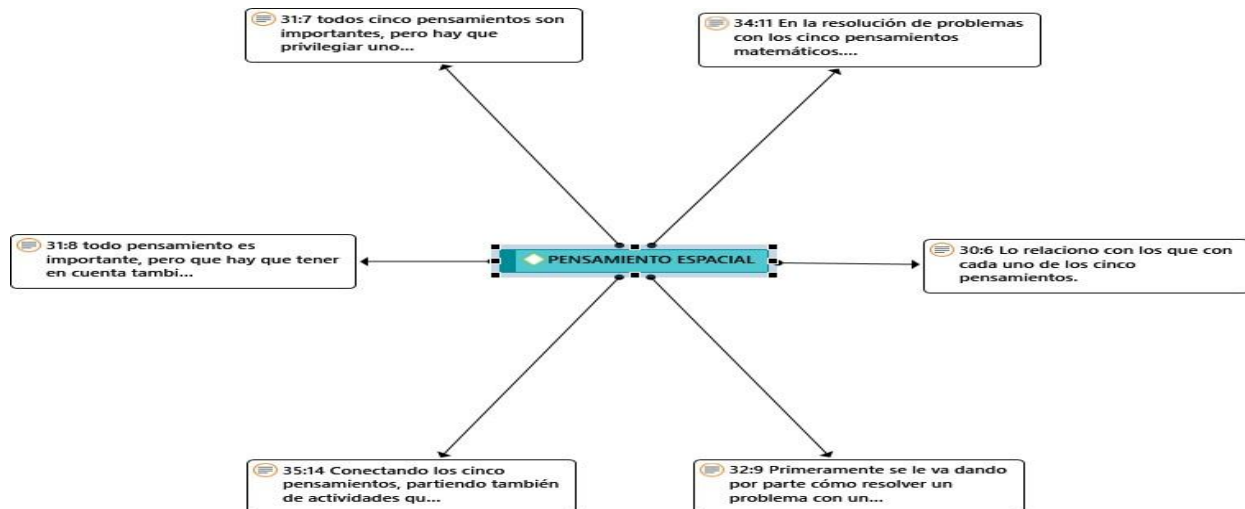 31:7 todos cinco pensamientos son
importantes, pero hay que
privilegiar uno...
34:11 En la resolución de problemas
con los cinco pensamientos
matemáticos....
31:8 todo pensamiento es
importante, pero que hay que tener
en cuenta tambi...
PENSAMIENTO ESPACIAL
30:6 Lo relaciono con los que con
cada uno de los cinco
pensamientos.
35:14 Conectando los cinco
pensamientos, partiendo también
de actividades qu...
32:9 Primeramente se le va dando
por parte cómo resolver un
problema con un...